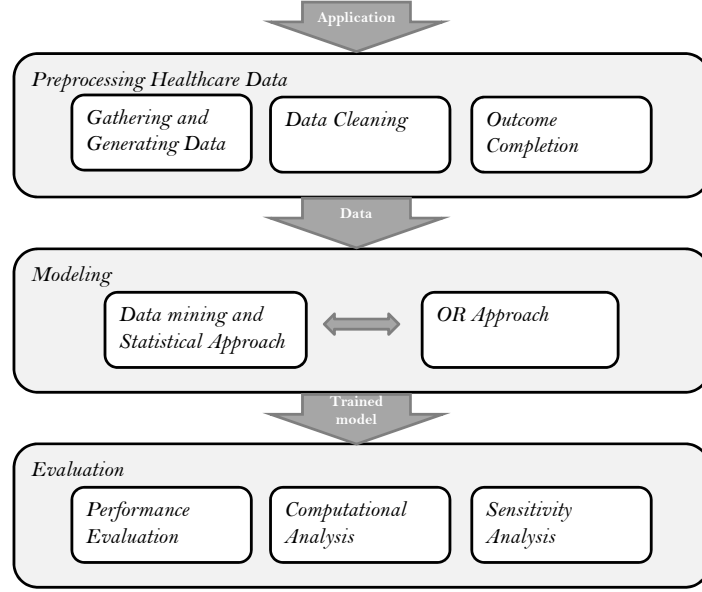 Application
Preprocessing Healthcare Data
Gathering and
Generating Data
Data Cleaning
Outcome
Completion
Data
Modeling
Data mining and
Statistical Approach
OR Approach
Trained
model
Evaluation
Performance
Evaluation
Computational
Analysis
Sensitivity
Analysis